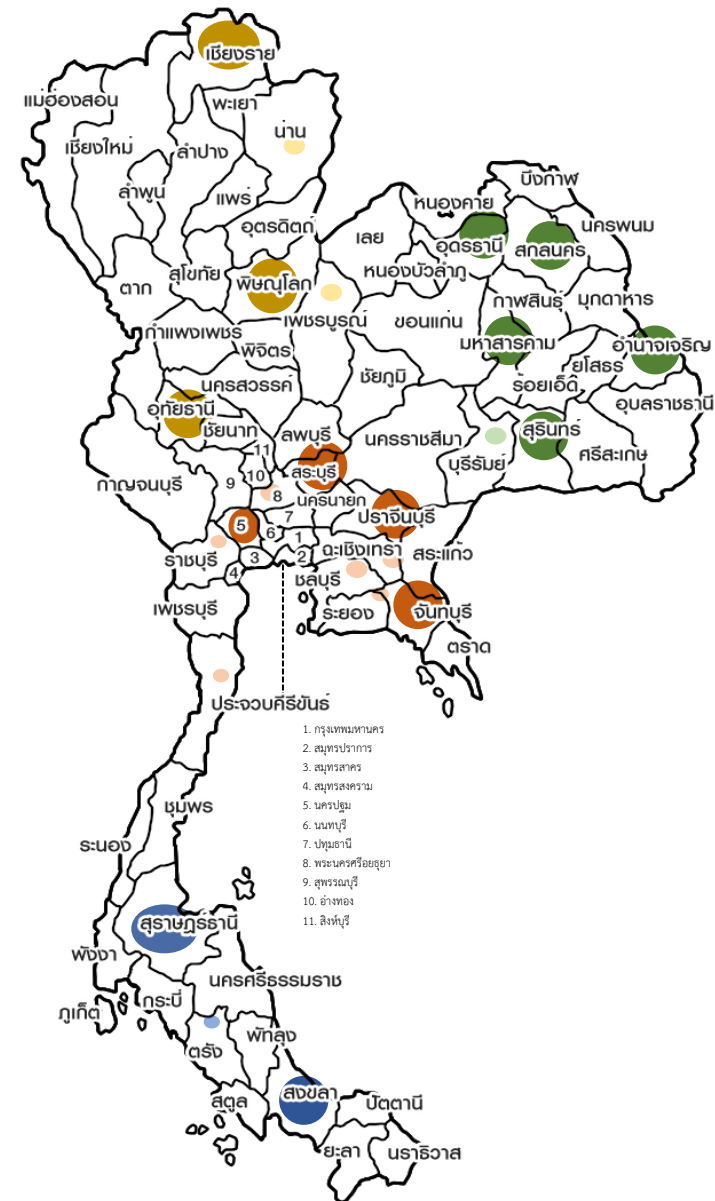 เชียงราย
แม่ฮ่องสอน
พะเยา
น่าน
เชียงใหม่
ลำปาง
ลำพูน
แพร่
อุตรดิตถ์
บึงกาฬ
หนองคาย
นครพนม
เลย
อุดรธานี
สกลนคร
หนองบัวลำภู
ตาก
สุโขทัย
พิษณุโลก
กาฬสินธุ์
มุกดาหาร
เพชรบูรณ์
ขอนแก่น
กำแพงเพชร
มหาสารคาม
อำนาจเจริญ
พิจิตร
ยโสธร
ชัยภูมิ
ร้อยเอ็ด
นครสวรรค์
อุบลราชธานี
อุทัยธานี
ชัยนาท
ลพบุรี
นครราชสีมา
สุรินทร์
11
บุรีรัมย์
ศรีสะเกษ
สระบุรี
10
กาญจนบุรี
9
8
นครนายก
7
ปราจีนบุรี
5
6
1
ฉะเชิงเทรา
สระแก้ว
ราชบุรี
3
2
4
ชลบุรี
เพชรบุรี
ระยอง
จันทบุรี
ตราด
ประจวบคีรีขันธ์
1. กรุงเทพมหานคร
2. สมุทรปราการ
3. สมุทรสาคร
4. สมุทรสงคราม
5. นครปฐม
6. นนทบุรี
7. ปทุมธานี
8. พระนครศรีอยุธยา
9. สุพรรณบุรี
10. อ่างทอง
11. สิงห์บุรี
ชุมพร
ระนอง
สุราษฎร์ธานี
พังงา
นครศรีธรรมราช
กระบี่
ภูเก็ต
พัทลุง
ตรัง
สงขลา
สตูล
ปัตตานี
ยะลา
นราธิวาส